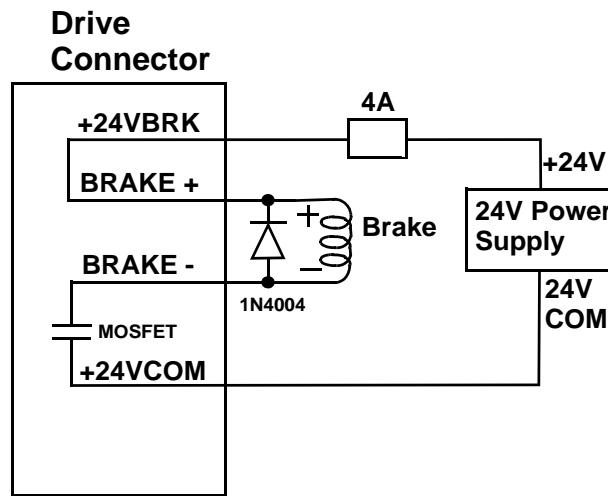 Drive
Connector
4A
+24VBRK
+24V
BRAKE +
+
Brake
24V Power
Supply
BRAKE -
−
1N4004
24V
COM
MOSFET
+24VCOM